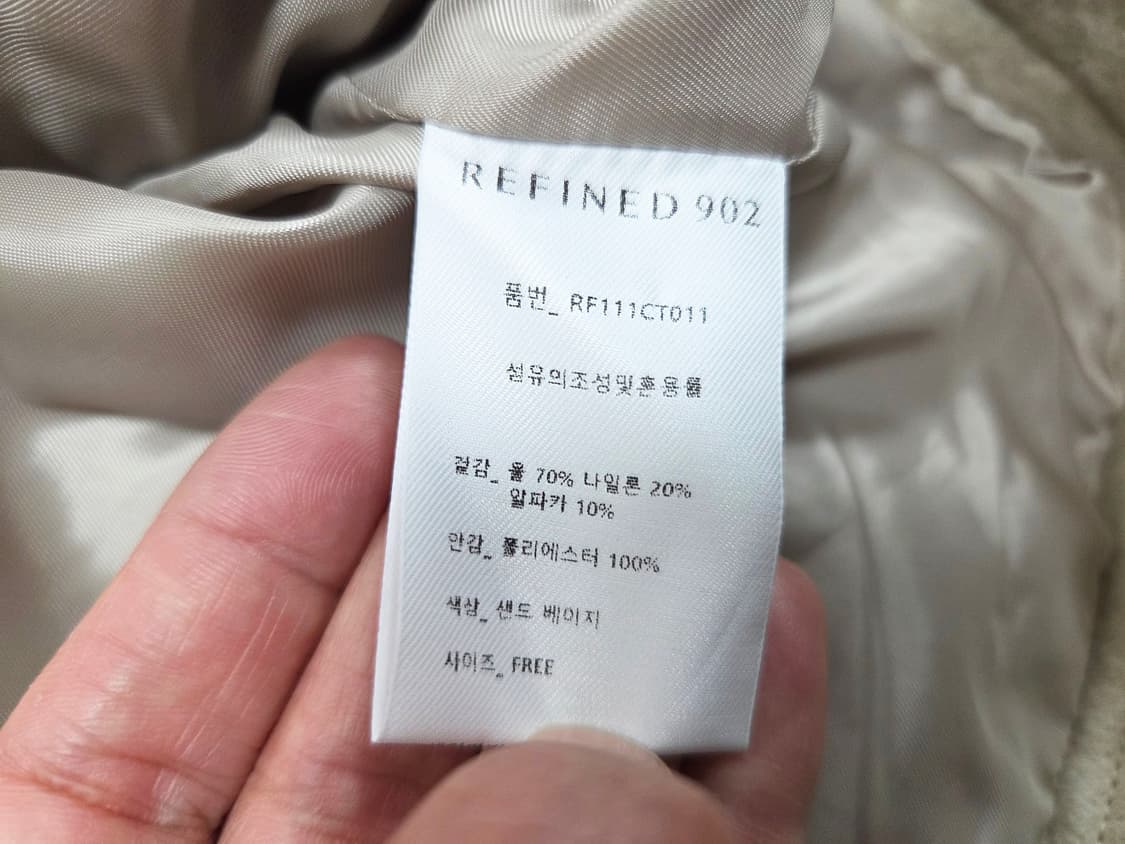 REFINED 902
품번_ RF111CT011
섬유의조성및혼용률
겉감_ 울 70% 나일론 20%
알파카 10%
안감_ 폴리에스터 100%
색상_ 샌드 베이지
사이즈_ FREE